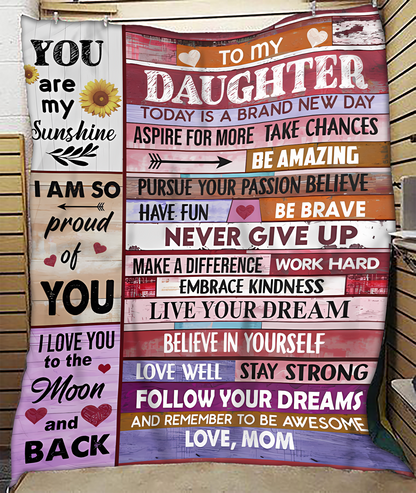 YOU
are
my
Sunshine
I AM SO
proud
of
YOU
I LOVE YOU
to the
Moon
and
BACK
TO MY
DAUGHTER
TODAY IS A BRAND NEW DAY
ASPIRE FOR MORE TAKE CHANCES
BE AMAZING
PURSUE YOUR PASSION BELIEVE
HAVE FUN BE BRAVE
NEVER GIVE UP
MAKE A DIFFERENCE WORK HARD
EMBRACE KINDNESS
LIVE YOUR DREAM
BELIEVE IN YOURSELF
LOVE WELL STAY STRONG
FOLLOW YOUR DREAMS
AND REMEMBER TO BE AWESOME
LOVE, MOM